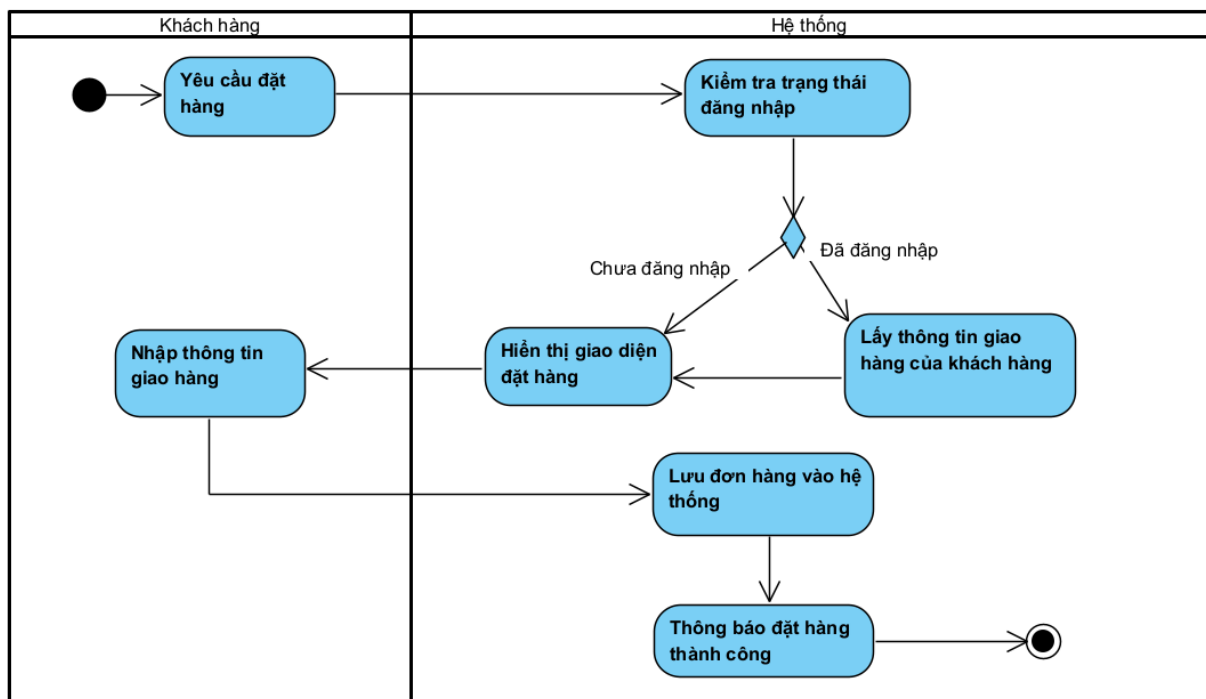 Khách hàng
Hệ thống
Yêu cầu đặt
hàng
Kiểm tra trạng thái
đăng nhập
Chưa đăng nhập
Đã đăng nhập
Nhập thông tin
giao hàng
Hiển thị giao diện
đặt hàng
Lấy thông tin giao
hàng của khách hàng
Lưu đơn hàng vào hệ
thống
Thông báo đặt hàng
thành công